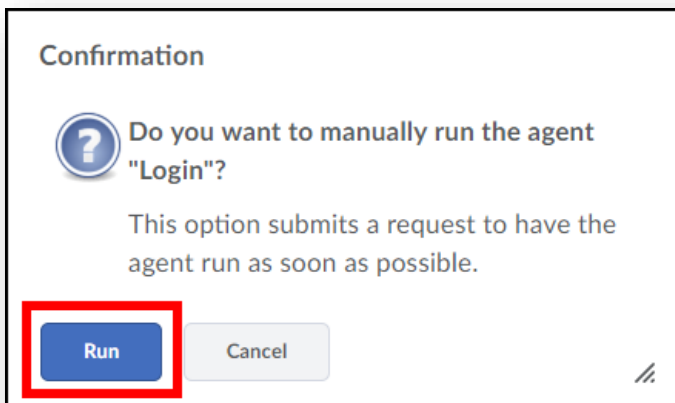 Confirmation
Do you want to manually run the agent
"Login"?
This option submits a request to have the
agent run as soon as possible.
Run
Cancel